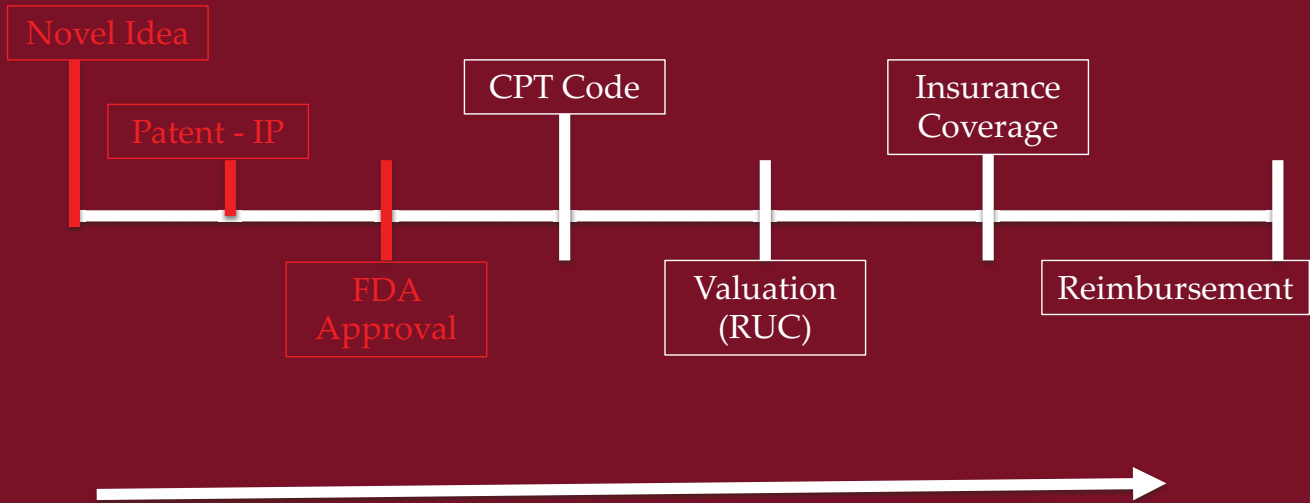 Novel Idea
Patent - IP
FDA
Approval
CPT Code
Valuation
(RUC)
Insurance
Coverage
Reimbursement